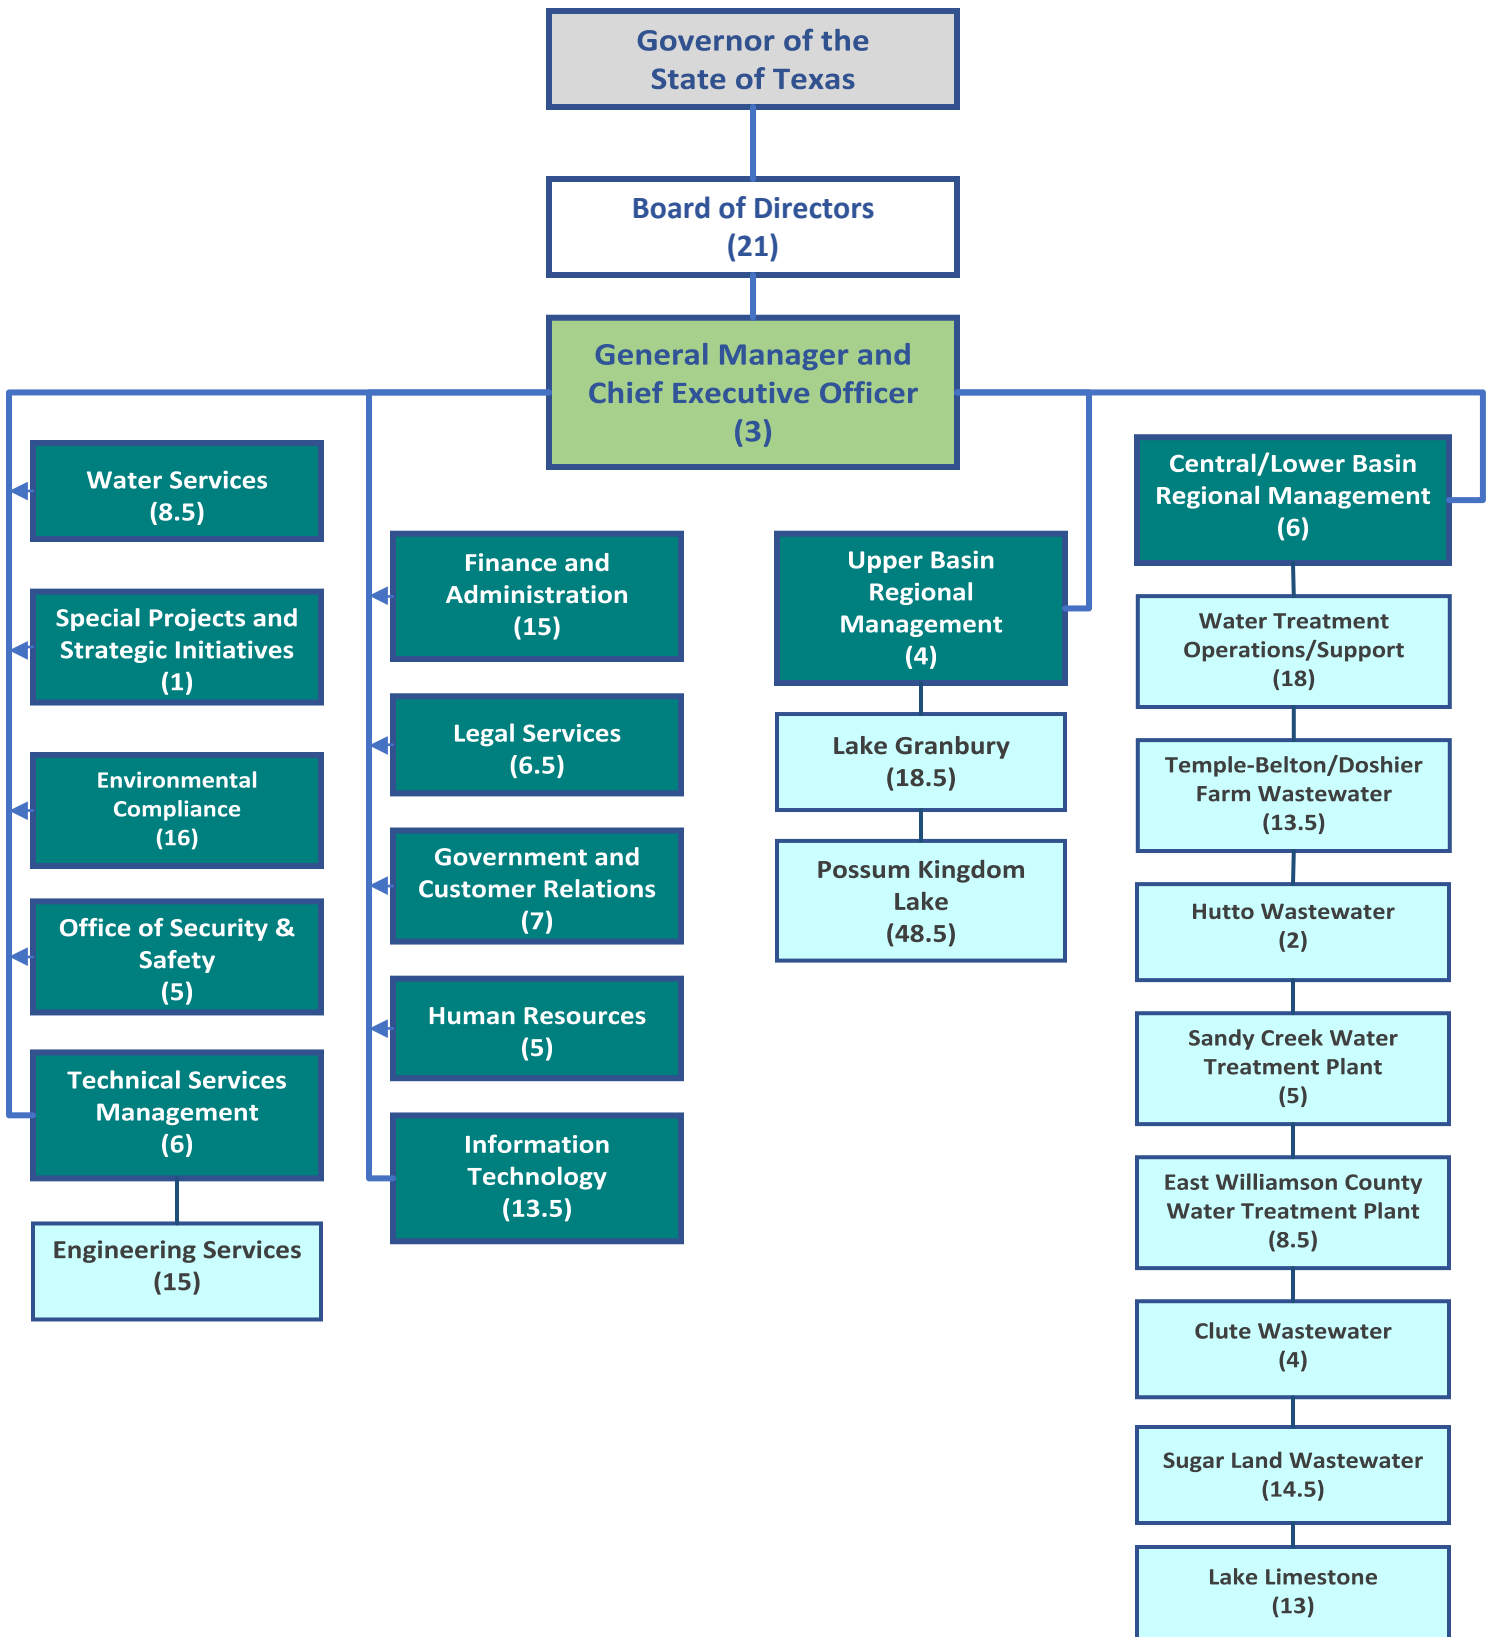 Governor of the
State of Texas
Board of Directors
(21)
General Manager and
Chief Executive Officer
(3)
Water Services
(8.5)
Special Projects and
Strategic Initiatives
(1)
Environmental
Compliance
(16)
Office of Security &
Safety
(5)
Technical Services
Management
(6)
Engineering Services
(15)
Finance and
Administration
(15)
Legal Services
(6.5)
Government and
Customer Relations
(7)
Human Resources
(5)
Information
Technology
(13.5)
Upper Basin
Regional
Management
(4)
Lake Granbury
(18.5)
Possum Kingdom
Lake
(48.5)
Central/Lower Basin
Regional Management
(6)
Water Treatment
Operations/Support
(18)
Temple-Belton/Doshier
Farm Wastewater
(13.5)
Hutto Wastewater
(2)
Sandy Creek Water
Treatment Plant
(5)
East Williamson County
Water Treatment Plant
(8.5)
Clute Wastewater
(4)
Sugar Land Wastewater
(14.5)
Lake Limestone
(13)